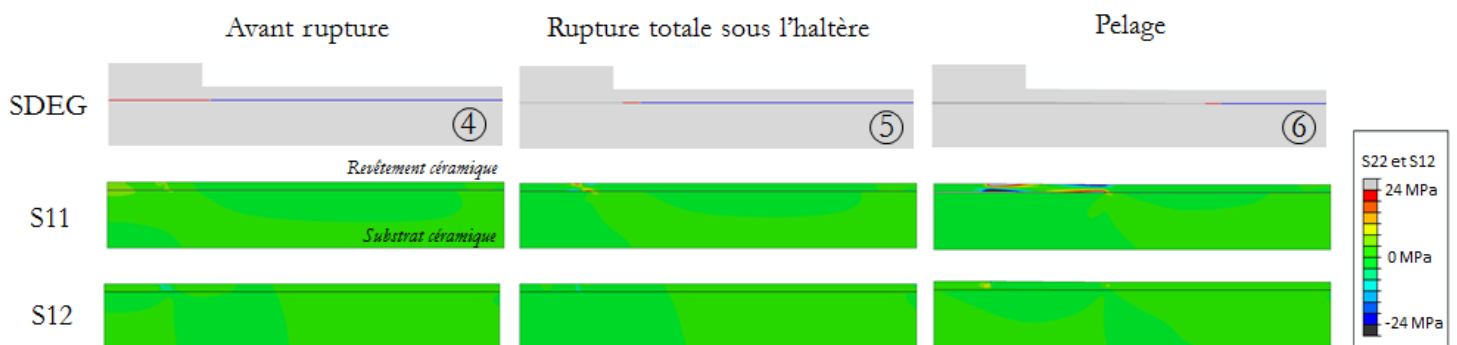 Avant rupture
Rupture totale sous l'haltère
Pelage
SDEG
④
⑤
⑥
Revêtement céramique
S11
Substrat céramique
S12
S22 et S12
24 MPa
0 MPa
-24 MPa